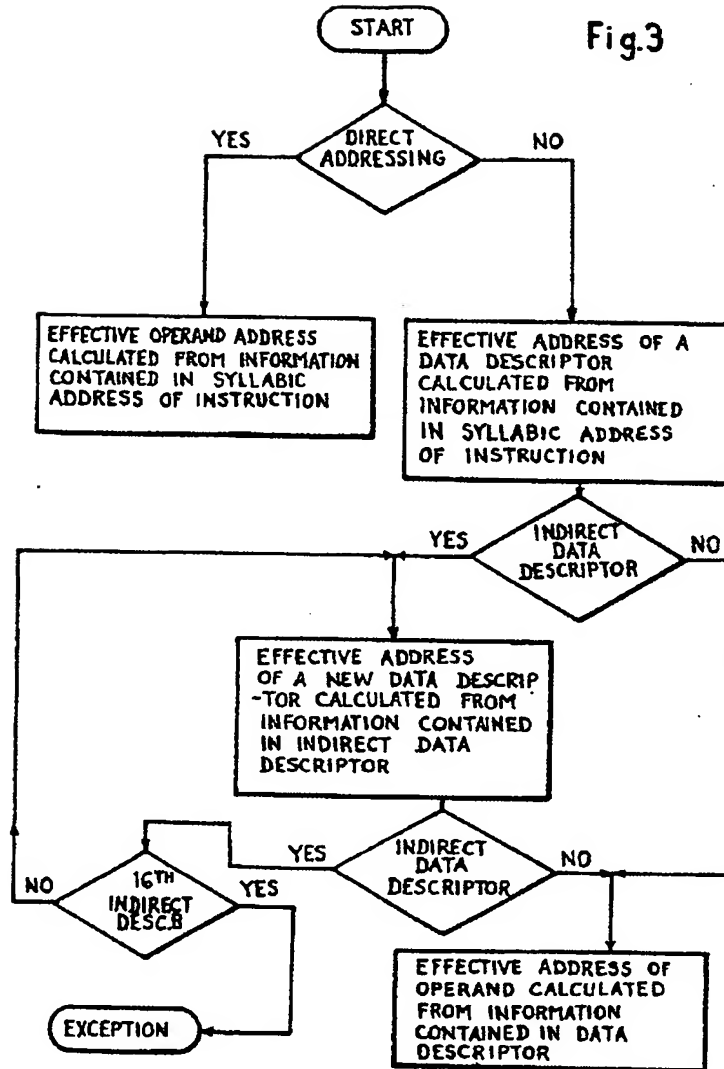 START
Fig.3
DIRECT
ADDRESSING
YES
NO
EFFECTIVE OPERAND ADDRESS
CALCULATED FROM INFORMATION
CONTAINED IN SYLLABIC
ADDRESS OF INSTRUCTION
EFFECTIVE ADDRESS OF A
DATA DESCRIPTOR
CALCULATED FROM
INFORMATION CONTAINED
IN SYLLABIC ADDRESS
OF INSTRUCTION
YES
INDIRECT
DATA
DESCRIPTOR
NO
EFFECTIVE ADDRESS
OF A NEW DATA DESCRIP
-TOR CALCULATED FROM
INFORMATION CONTAINED
IN INDIRECT DATA
DESCRIPTOR
YES
INDIRECT
DATA
DESCRIPTOR
NO
NO
16TH
INDIRECT
DESC.8
YES
EXCEPTION
EFFECTIVE ADDRESS OF
OPERAND CALCULATED
FROM INFORMATION
CONTAINED IN DATA
DESCRIPTOR